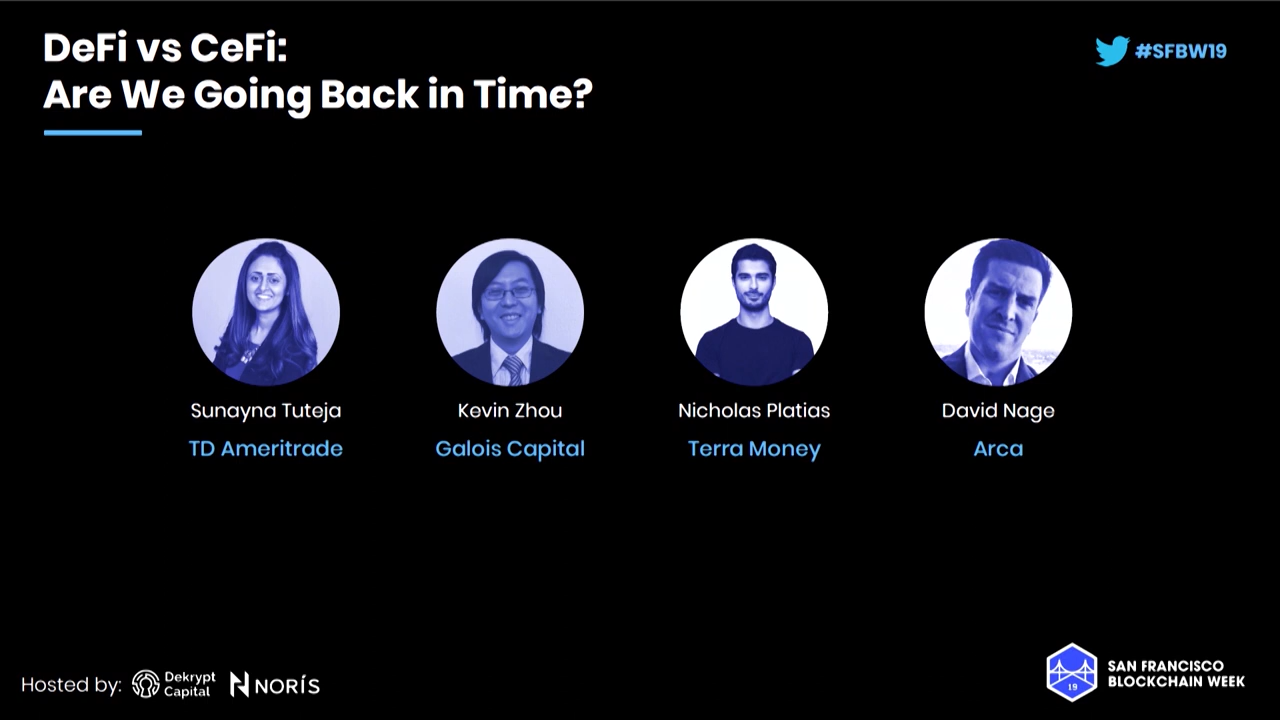 DeFi vs CeFi:
Are We Going Back in Time?
#SFBW19
Sunayna Tuteja
TD Ameritrade
Kevin Zhou
Galois Capital
Nicholas Platias
Terra Money
David Nage
Arca
Hosted by:
Dekrypt
Capital
NORÍS
19
SAN FRANCISCO
BLOCKCHAIN WEEK